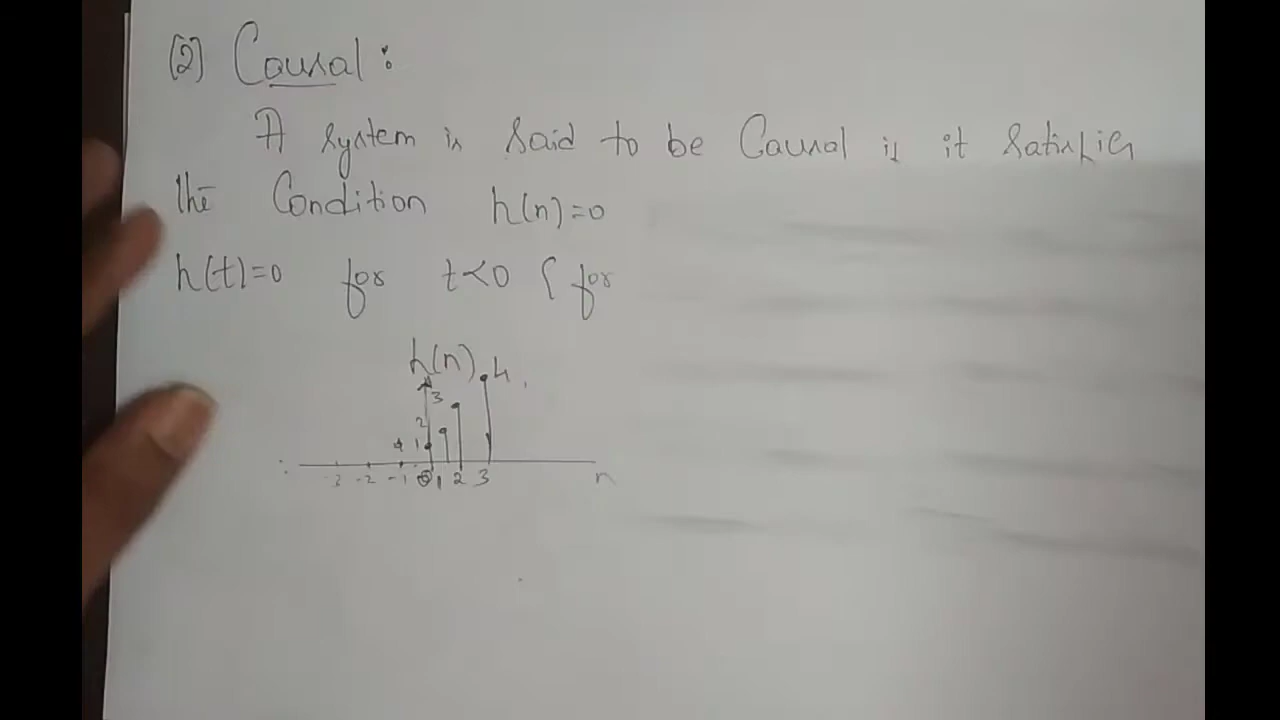 (2) Causal :
A system is said to be Causal if it satisfies
the Condition h(n)=0
h(t)=0 for t<0 { for
h(n) 4
3
2
1
-3 -2 -1 0 1 2 3 n